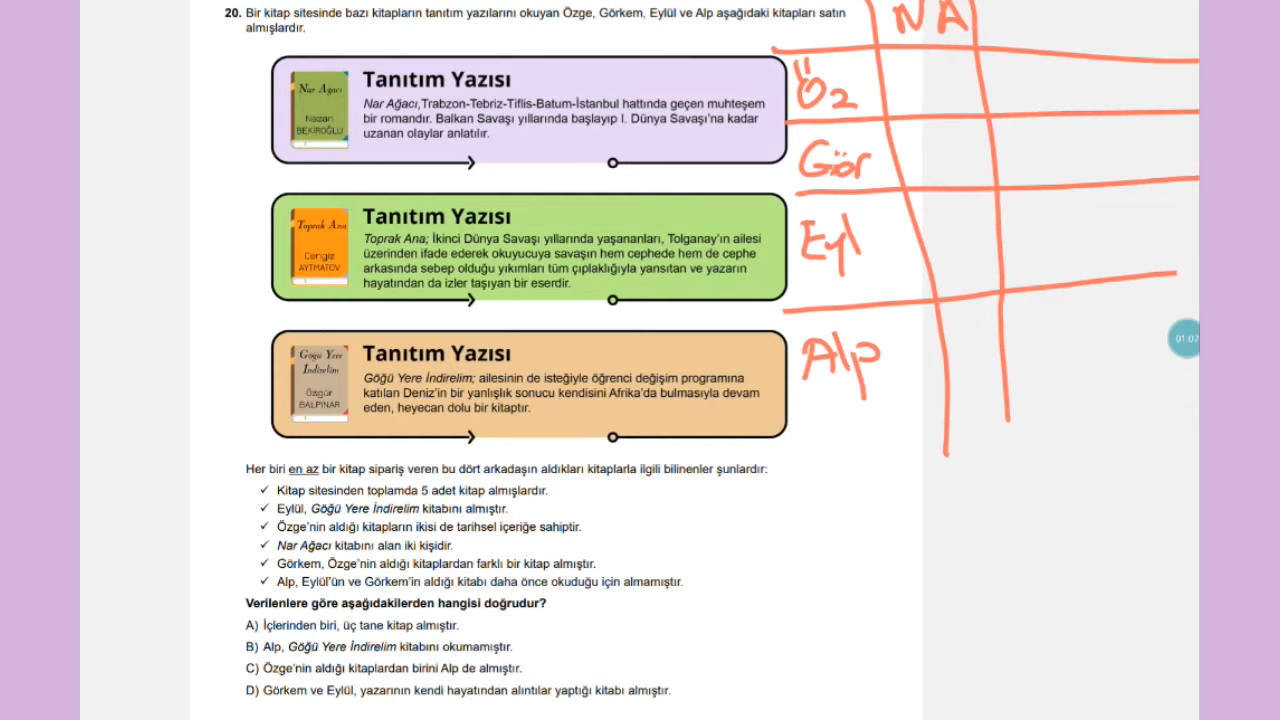 20. Bir kitap sitesinde bazı kitapların tanıtım yazılarını okuyan Özge, Görkem, Eylül ve Alp aşağıdaki kitapları satın
almışlardır.
N A
Tanıtım Yazısı
Nar Ağacı
Nazan
BEKİROĞLU
Nar Ağacı,Trabzon-Tebriz-Tiflis-Batum-İstanbul hattında geçen muhteşem
bir romandır. Balkan Savaşı yıllarında başlayıp I. Dünya Savaşı'na kadar
uzanan olaylar anlatılır.
Öz
Gör
Tanıtım Yazısı
Toprak Ana
Cengiz
AYTMATOV
Toprak Ana; İkinci Dünya Savaşı yıllarında yaşananları, Tolganay'ın ailesi
üzerinden ifade ederek okuyucuya savaşın hem cephede hem de cephe
arkasında sebep olduğu yıkımları tüm çıplaklığıyla yansıtan ve yazarın
hayatından da izler taşıyan bir eserdir.
Eyl
Tanıtım Yazısı
Göğü Yere
İndirelim
Özgür
BALPINAR
Göğü Yere İndirelim; ailesinin de isteğiyle öğrenci değişim programına
katılan Deniz'in bir yanlışlık sonucu kendisini Afrika'da bulmasıyla devam
eden, heyecan dolu bir kitaptır.
Alp
01:07
Her biri en az bir kitap sipariş veren bu dört arkadaşın aldıkları kitaplarla ilgili bilinenler şunlardır:
✓ Kitap sitesinden toplamda 5 adet kitap almışlardır.
✓ Eylül, Göğü Yere İndirelim kitabını almıştır.
✓ Özge'nin aldığı kitapların ikisi de tarihsel içeriğe sahiptir.
✓ Nar Ağacı kitabını alan iki kişidir.
✓ Görkem, Özge'nin aldığı kitaplardan farklı bir kitap almıştır.
✓ Alp, Eylül'ün ve Görkem'in aldığı kitabı daha önce okuduğu için almamıştır.
Verilenlere göre aşağıdakilerden hangisi doğrudur?
A) İçlerinden biri, üç tane kitap almıştır.
B) Alp, Göğü Yere İndirelim kitabını okumamıştır.
C) Özge'nin aldığı kitaplardan birini Alp de almıştır.
D) Görkem ve Eylül, yazarının kendi hayatından alıntılar yaptığı kitabı almıştır.